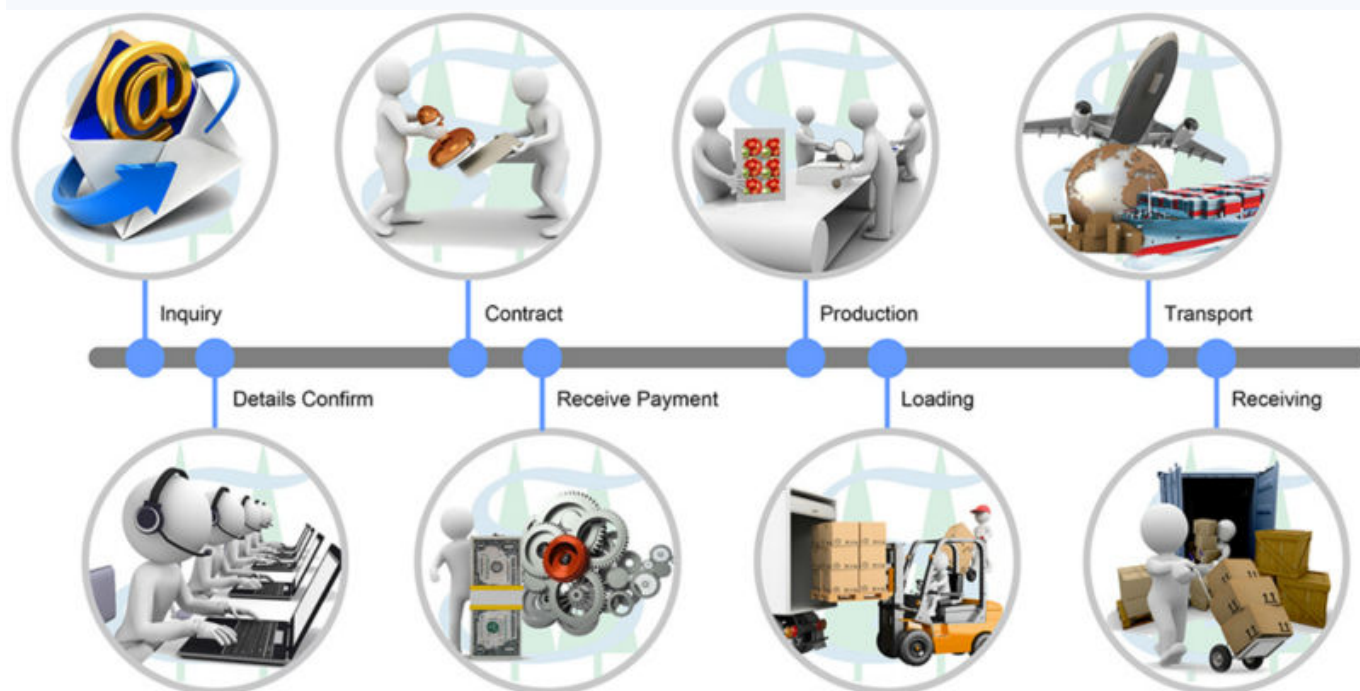 Inquiry
Details Confirm
Contract
Receive Payment
Production
Loading
Transport
Receiving